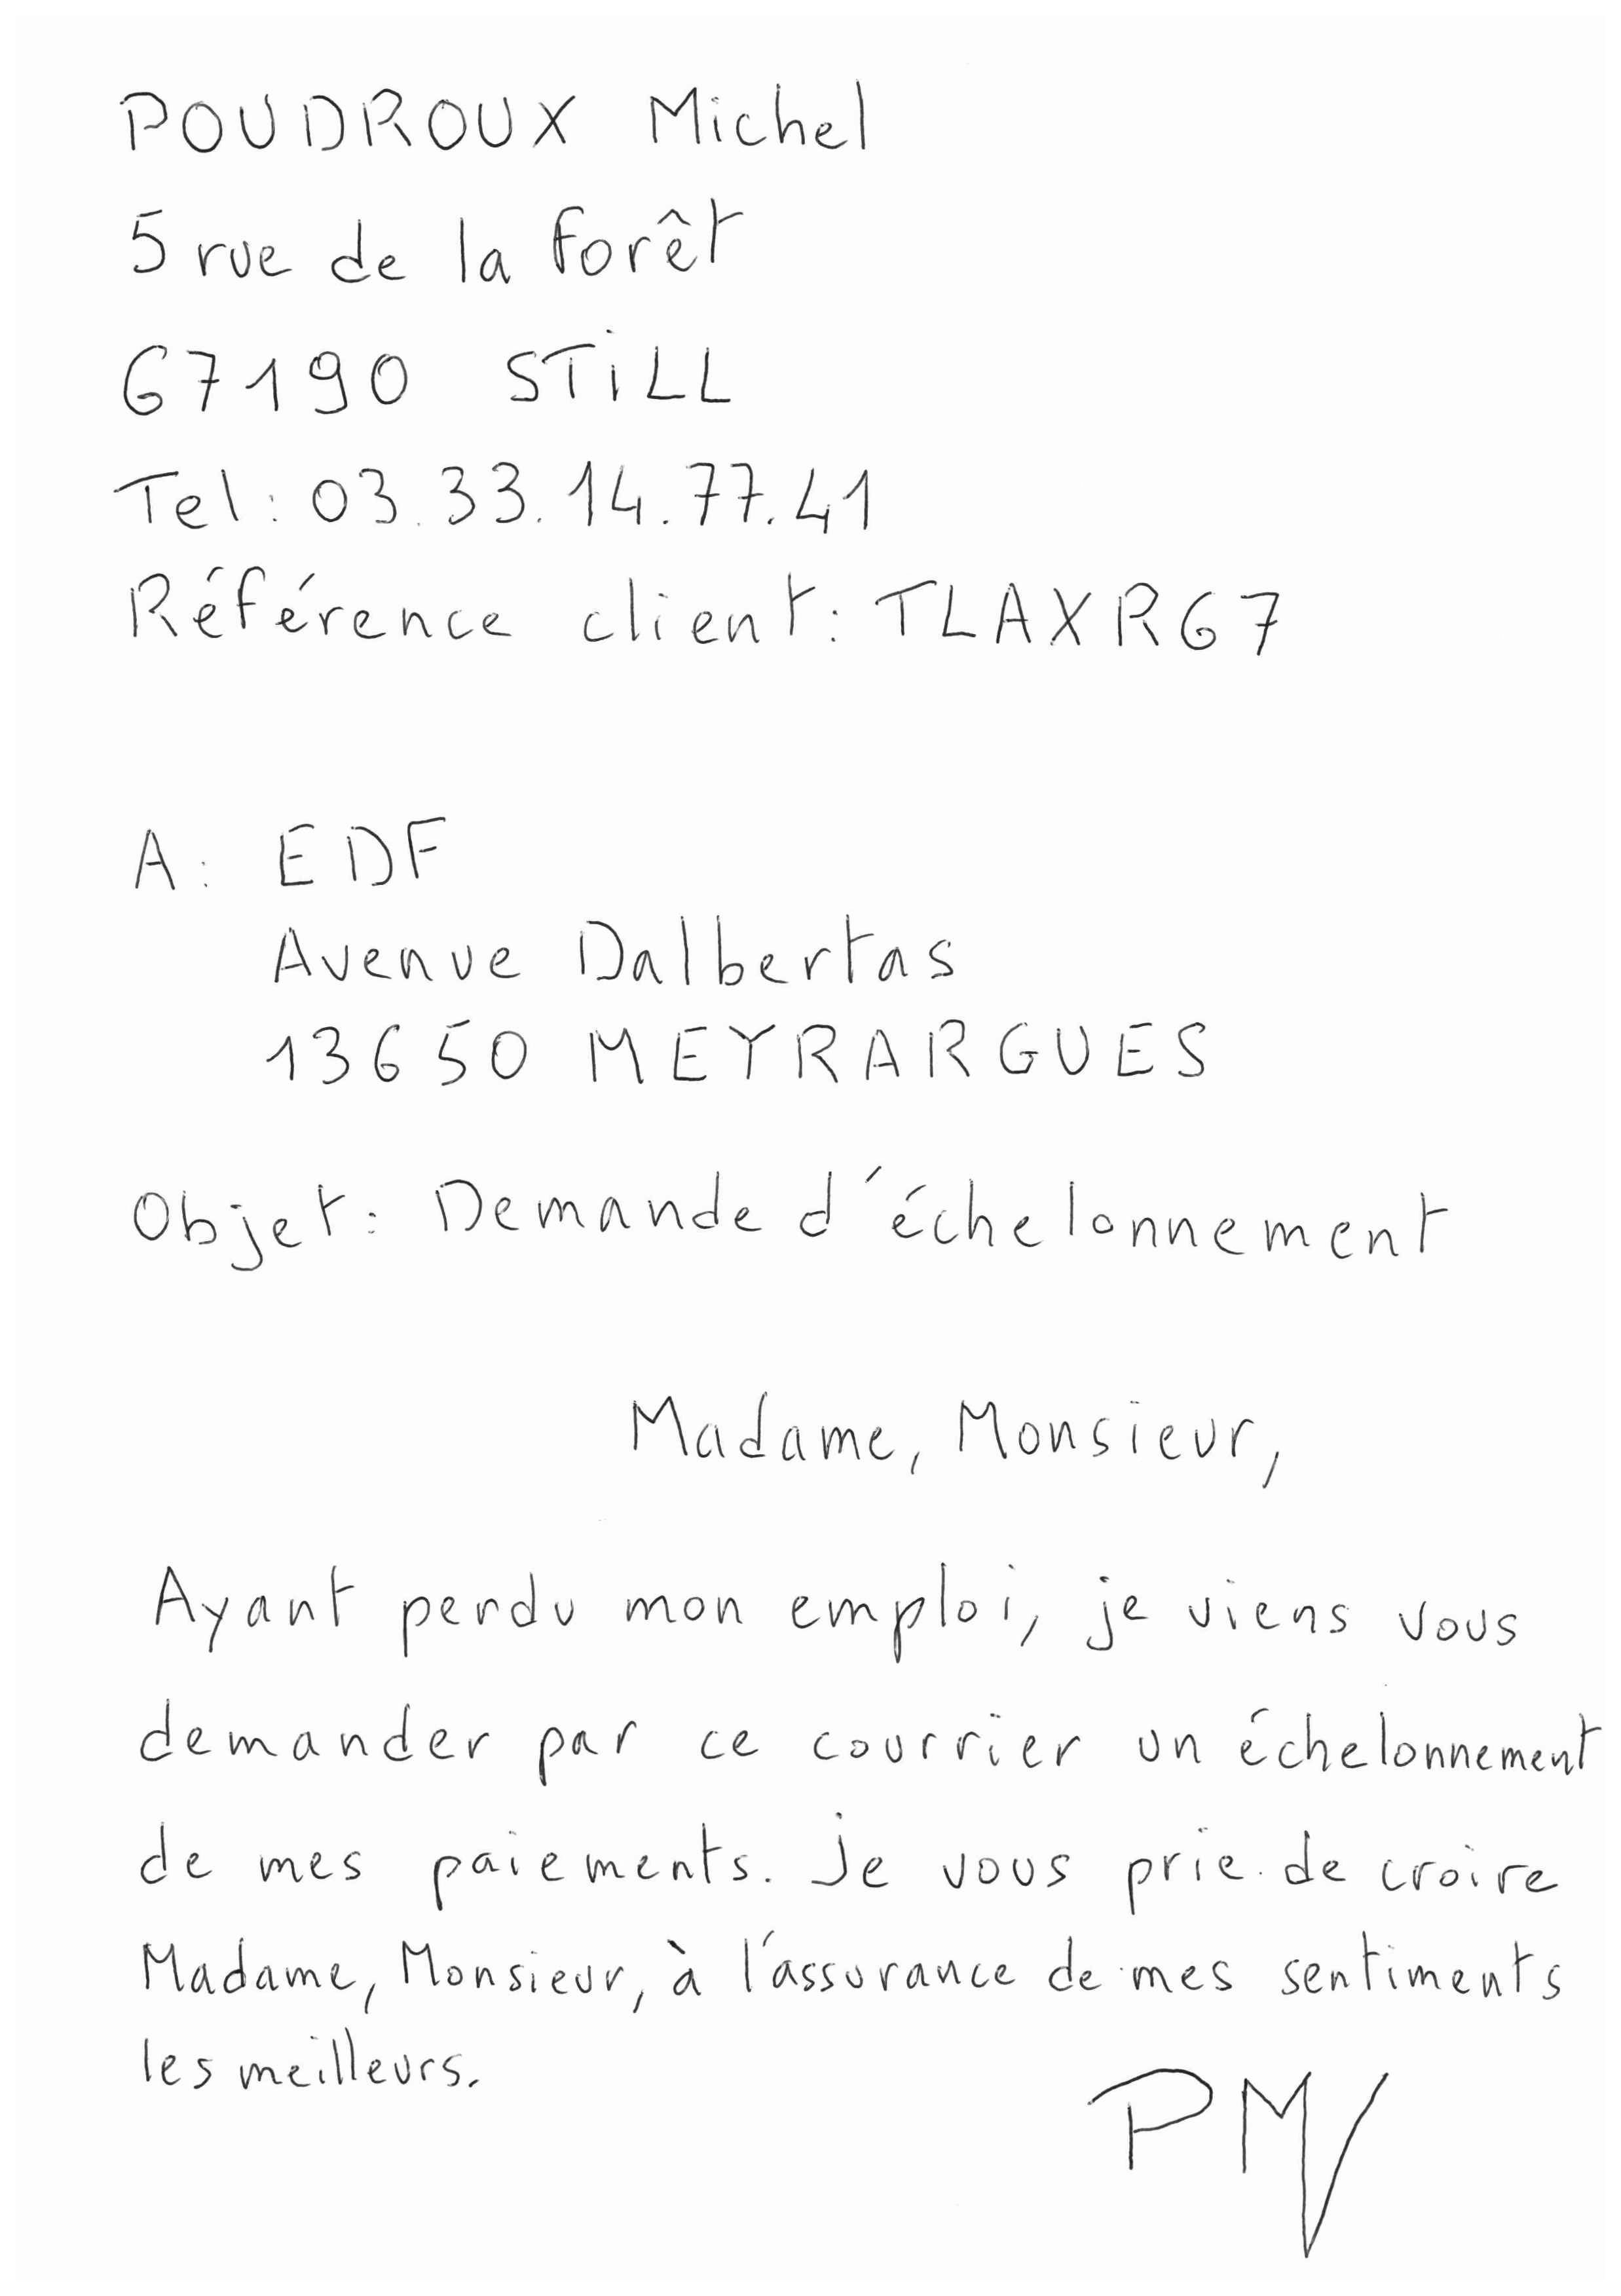 POUDROUX Michel
5 rue de la forêt
67190 STiLL
Tel: 03.33.14.77.41
Référence client: TLAXR67
A: EDF
Avenue Dalbertas
13650 MEYRARGUES
Objet: Demande d'échelonnement
Madame, Monsieur,
Ayant perdu mon emploi, je viens vous
demander par ce courrier un échelonnement
de mes paiements. Je vous prie de croire
Madame, Monsieur, à l'assurance de mes sentiments
les meilleurs.
PM